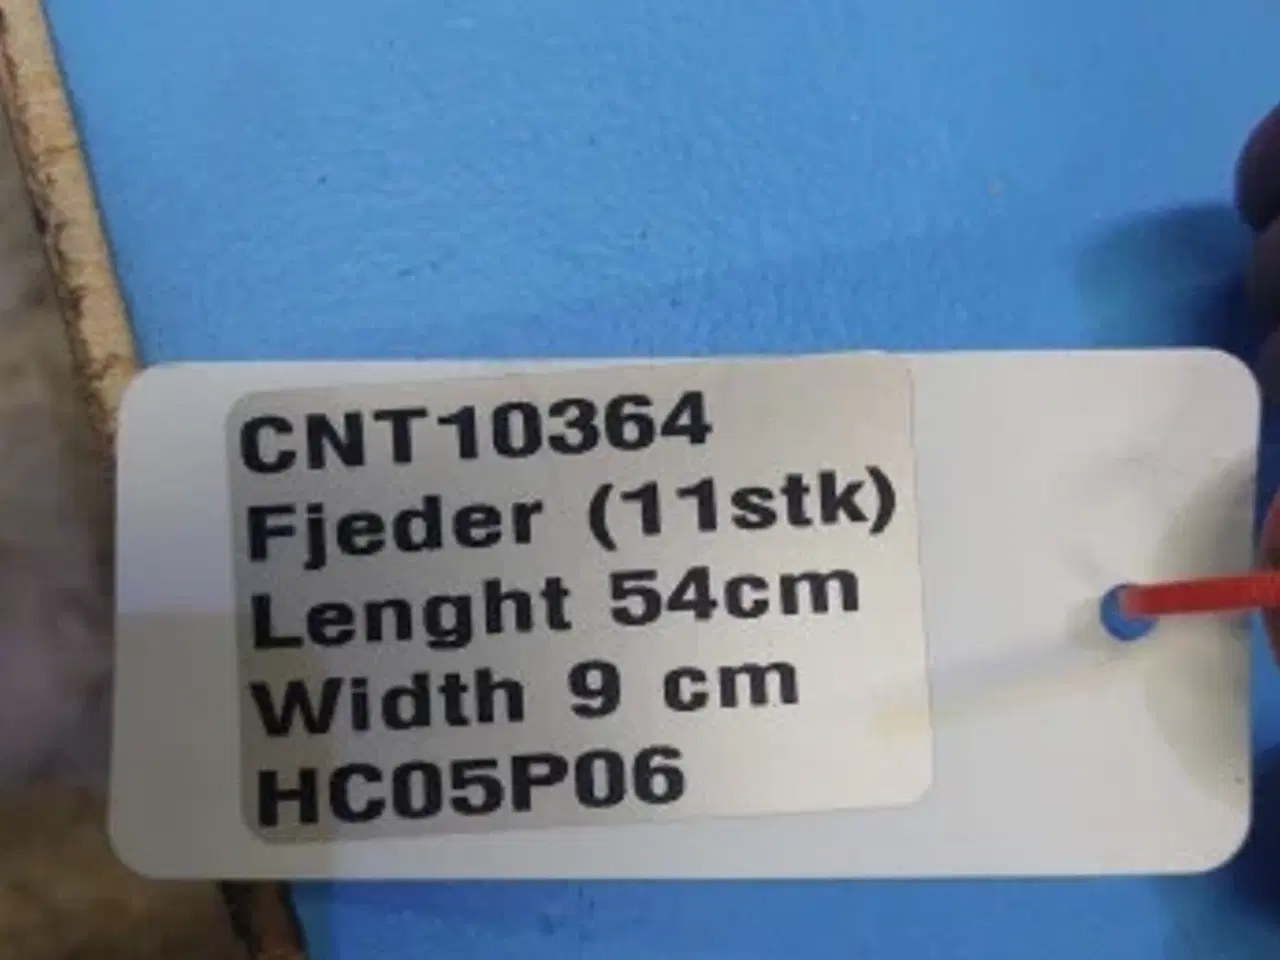 CNT10364
Fjeder (11stk)
Lenght 54cm
Width 9 cm
HC05P06